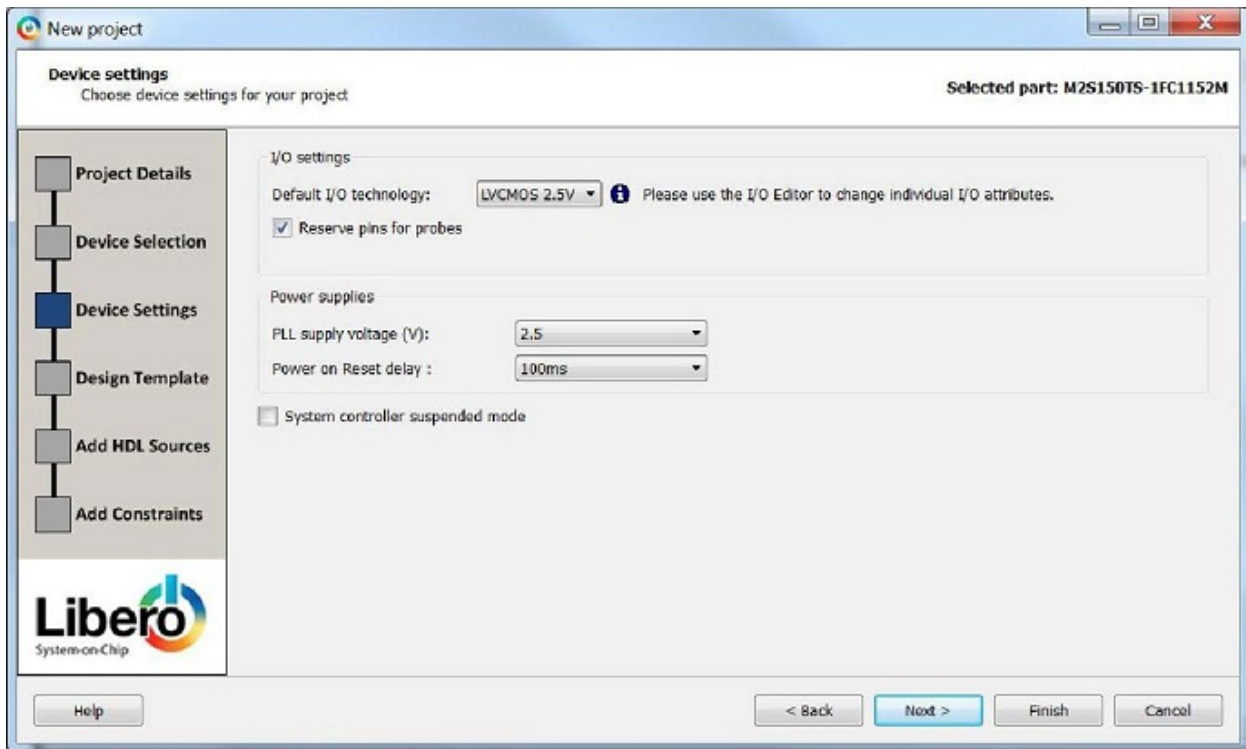 New project
Device settings
Choose device settings for your project
Selected part: M2S150TS-1FC1152M
Project Details
Device Selection
Device Settings
Design Template
Add HDL Sources
Add Constraints
Libero
System-on-Chip
I/O settings
Default I/O technology: LVCMOS 2.5V Please use the I/O Editor to change individual I/O attributes.
Reserve pins for probes
Power supplies
PLL supply voltage (V): 2.5
Power on Reset delay : 100ms
System controller suspended mode
Help < Back Next > Finish Cancel